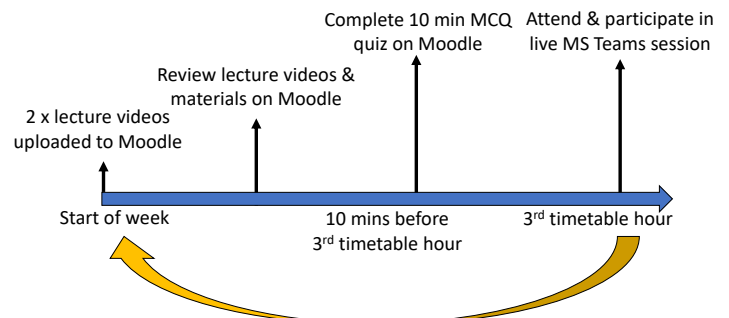 Complete 10 min MCQ
quiz on Moodle
Attend & participate in
live MS Teams session
Review lecture videos &
materials on Moodle
2 x lecture videos
uploaded to Moodle
Start of week
10 mins before
3rd timetable hour
3rd timetable hour